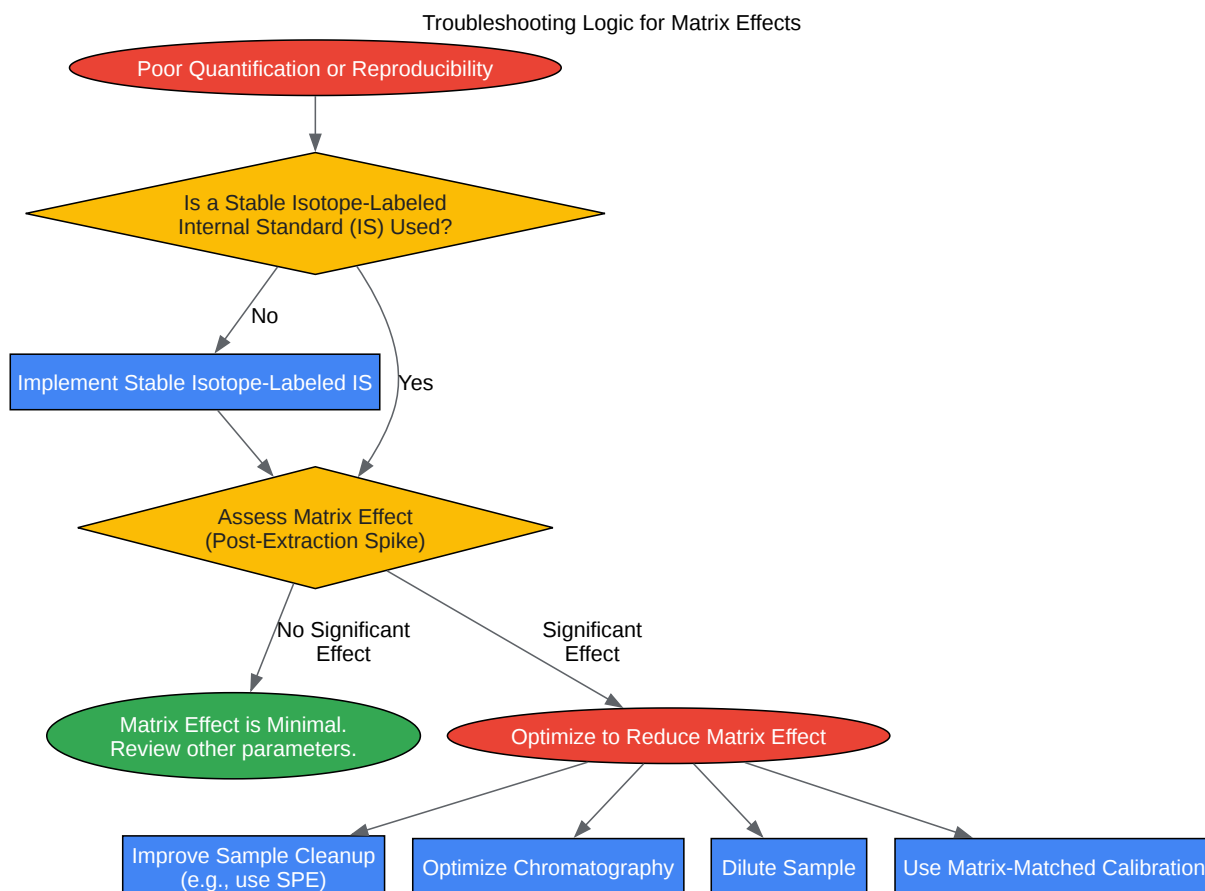 Troubleshooting Logic for Matrix Effects
Poor Quantification or Reproducibility
Is a Stable Isotope-Labeled
Internal Standard (IS) Used?
No
Implement Stable Isotope-Labeled IS
Yes
Assess Matrix Effect
(Post-Extraction Spike)
No Significant
Effect
Significant
Effect
Matrix Effect is Minimal.
Review other parameters.
Optimize to Reduce Matrix Effect
Improve Sample Cleanup
(e.g., use SPE)
Optimize Chromatography
Dilute Sample
Use Matrix-Matched Calibration